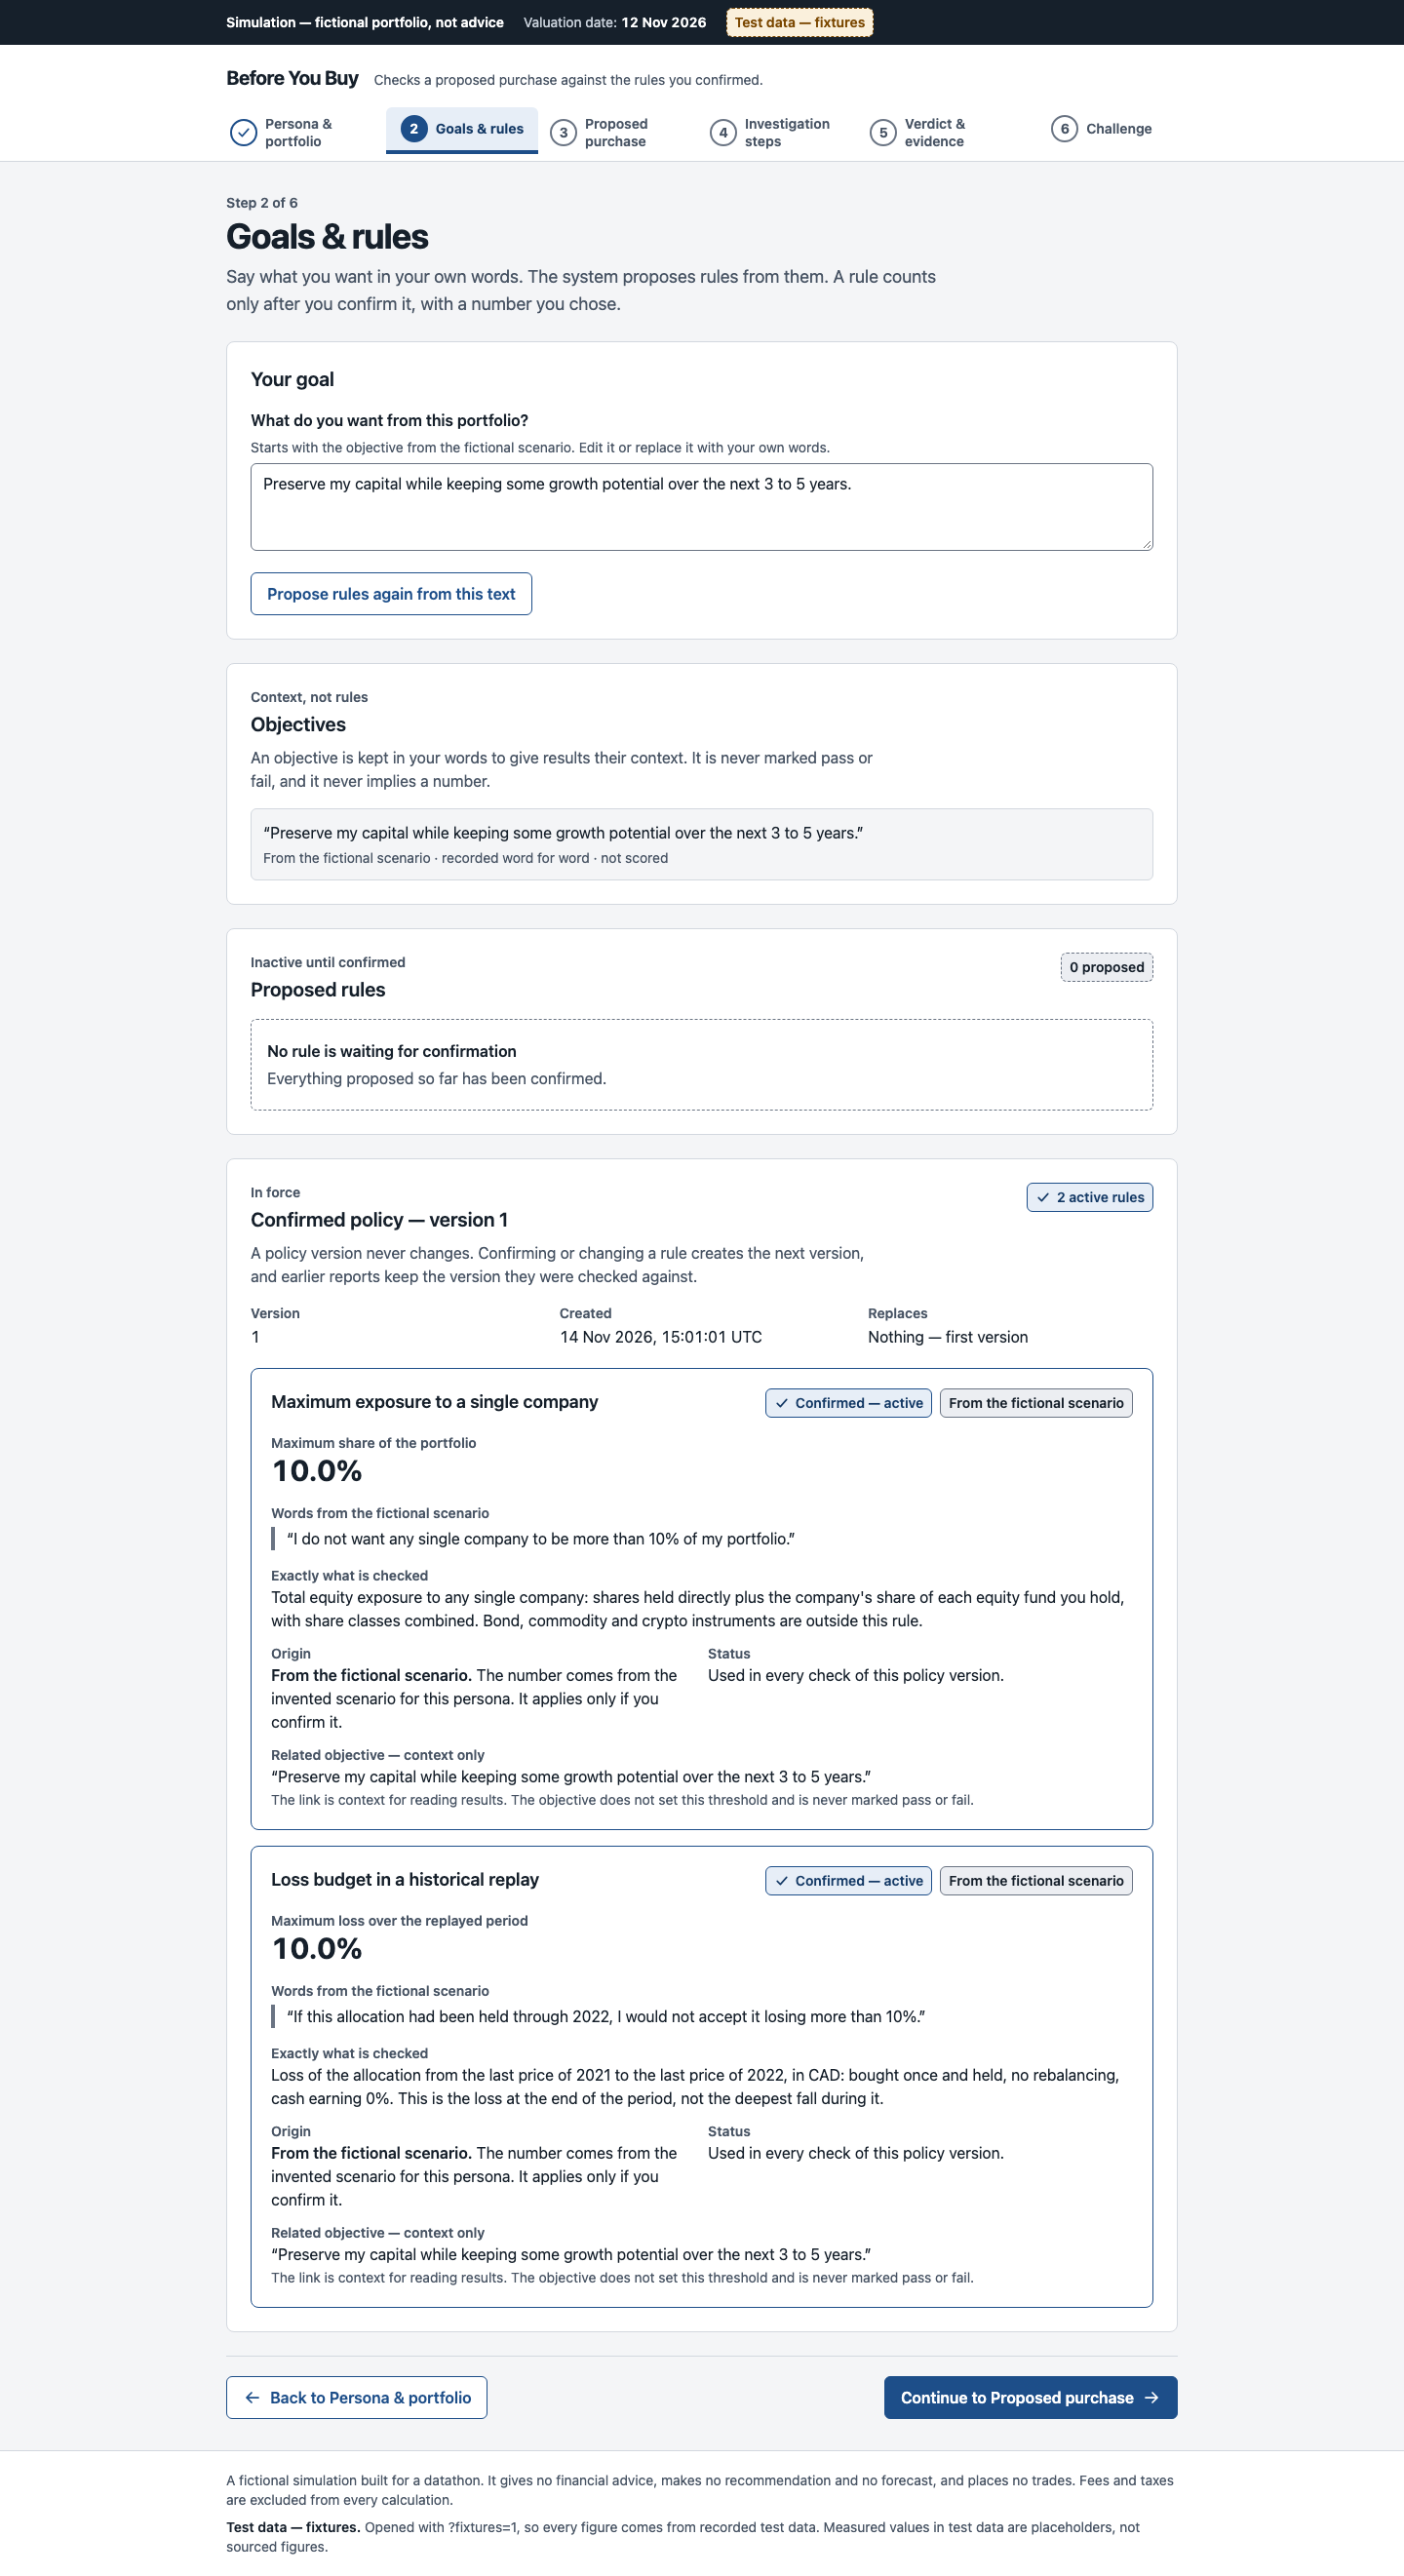 Simulation — fictional portfolio, not advice Valuation date: 12 Nov 2026 Test data — fixtures
Before You Buy Checks a proposed purchase against the rules you confirmed.
Persona & portfolio
2 Goals & rules
3 Proposed purchase
4 Investigation steps
5 Verdict & evidence
6 Challenge
Step 2 of 6
Goals & rules
Say what you want in your own words. The system proposes rules from them. A rule counts
only after you confirm it, with a number you chose.
Your goal
What do you want from this portfolio?
Starts with the objective from the fictional scenario. Edit it or replace it with your own words.
Preserve my capital while keeping some growth potential over the next 3 to 5 years.
Propose rules again from this text
Context, not rules
Objectives
An objective is kept in your words to give results their context. It is never marked pass or
fail, and it never implies a number.
“Preserve my capital while keeping some growth potential over the next 3 to 5 years.”
From the fictional scenario · recorded word for word · not scored
Inactive until confirmed
0 proposed
Proposed rules
No rule is waiting for confirmation
Everything proposed so far has been confirmed.
In force
2 active rules
Confirmed policy — version 1
A policy version never changes. Confirming or changing a rule creates the next version,
and earlier reports keep the version they were checked against.
Version Created Replaces
1 14 Nov 2026, 15:01:01 UTC Nothing — first version
Maximum exposure to a single company Confirmed — active From the fictional scenario
Maximum share of the portfolio
10.0%
Words from the fictional scenario
“I do not want any single company to be more than 10% of my portfolio.”
Exactly what is checked
Total equity exposure to any single company: shares held directly plus the company's share of each equity fund you hold,
with share classes combined. Bond, commodity and crypto instruments are outside this rule.
Origin
From the fictional scenario. The number comes from the
invented scenario for this persona. It applies only if you
confirm it.
Status
Used in every check of this policy version.
Related objective — context only
“Preserve my capital while keeping some growth potential over the next 3 to 5 years.”
The link is context for reading results. The objective does not set this threshold and is never marked pass or fail.
Loss budget in a historical replay Confirmed — active From the fictional scenario
Maximum loss over the replayed period
10.0%
Words from the fictional scenario
“If this allocation had been held through 2022, I would not accept it losing more than 10%.”
Exactly what is checked
Loss of the allocation from the last price of 2021 to the last price of 2022, in CAD: bought once and held, no rebalancing,
cash earning 0%. This is the loss at the end of the period, not the deepest fall during it.
Origin
From the fictional scenario. The number comes from the
invented scenario for this persona. It applies only if you
confirm it.
Status
Used in every check of this policy version.
Related objective — context only
“Preserve my capital while keeping some growth potential over the next 3 to 5 years.”
The link is context for reading results. The objective does not set this threshold and is never marked pass or fail.
← Back to Persona & portfolio
Continue to Proposed purchase →
A fictional simulation built for a datathon. It gives no financial advice, makes no recommendation and no forecast, and places no trades. Fees and taxes
are excluded from every calculation.
Test data — fixtures. Opened with ?fixtures=1, so every figure comes from recorded test data. Measured values in test data are placeholders, not
sourced figures.